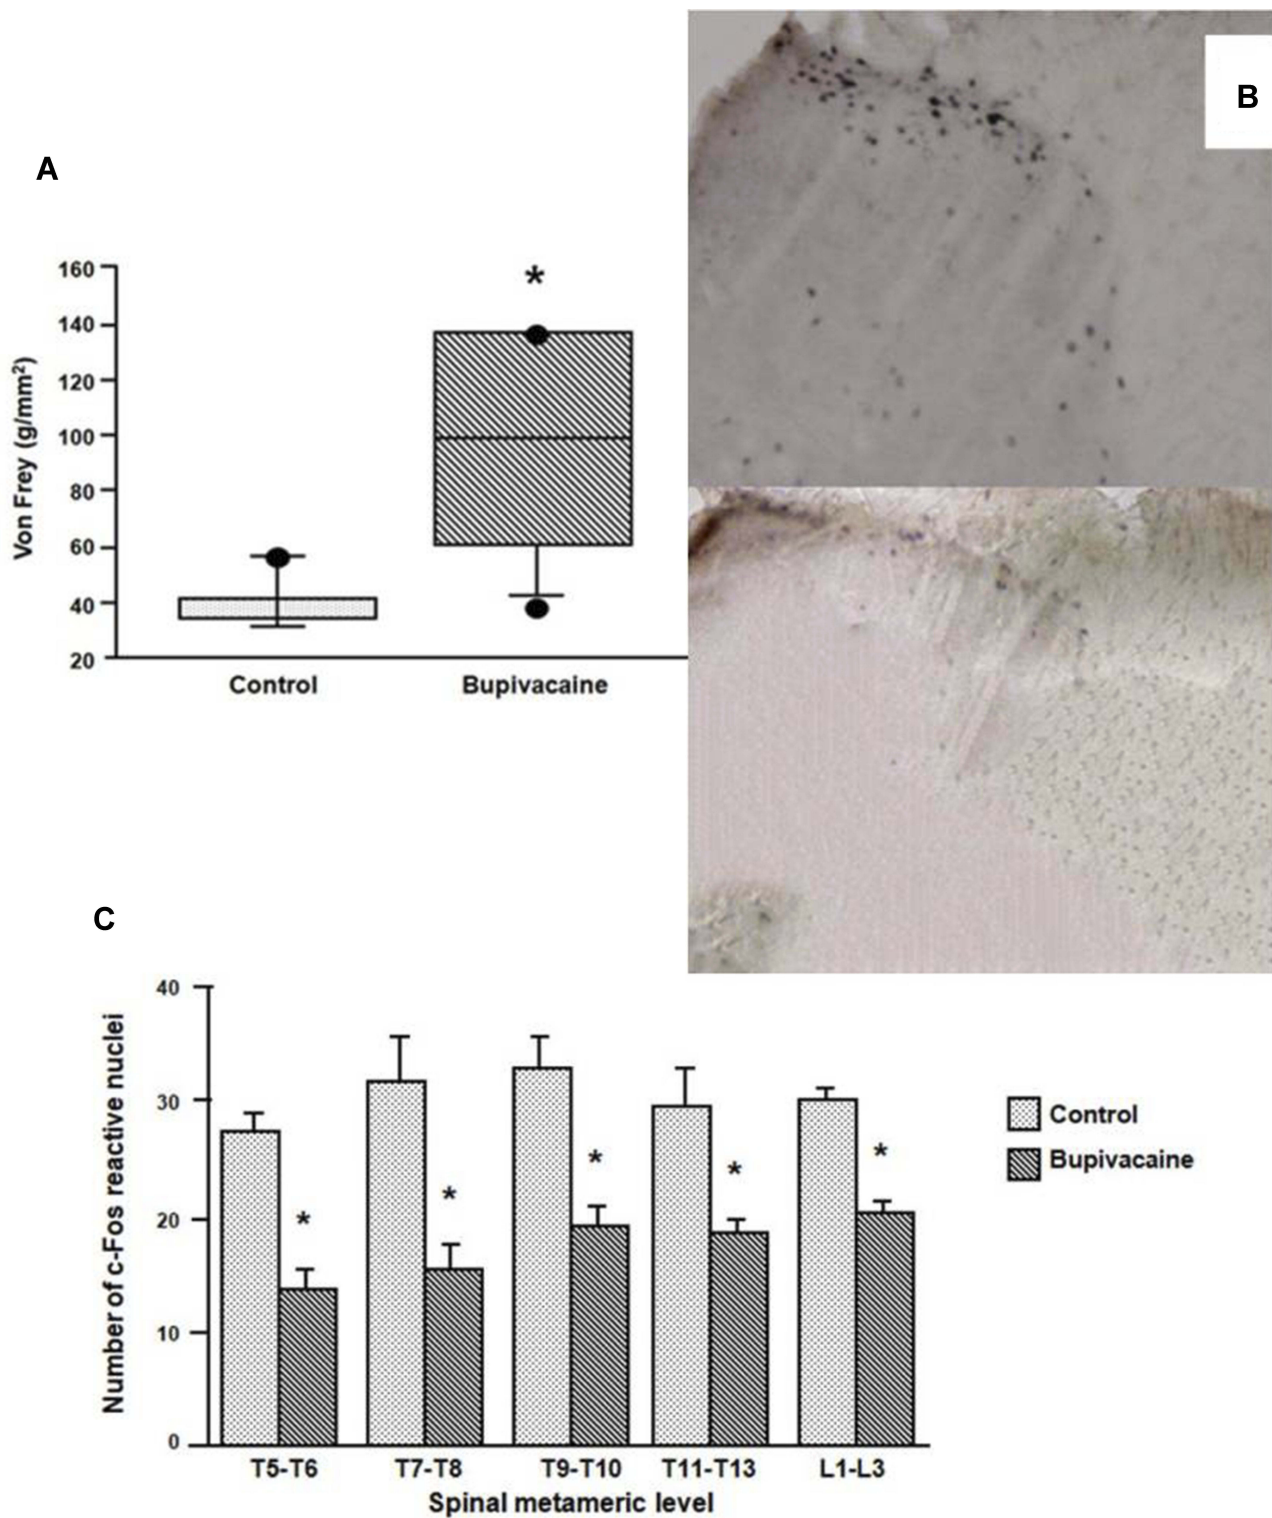 A
B
*
160
140
120
100
80
60
40
20
Von Frey (g/mm²)
Control
Bupivacaine
C
40
30
20
10
0
Number of c-Fos reactive nuclei
*
*
*
*
*
Control
Bupivacaine
T5-T6
T7-T8
T9-T10
T11-T13
L1-L3
Spinal metameric level